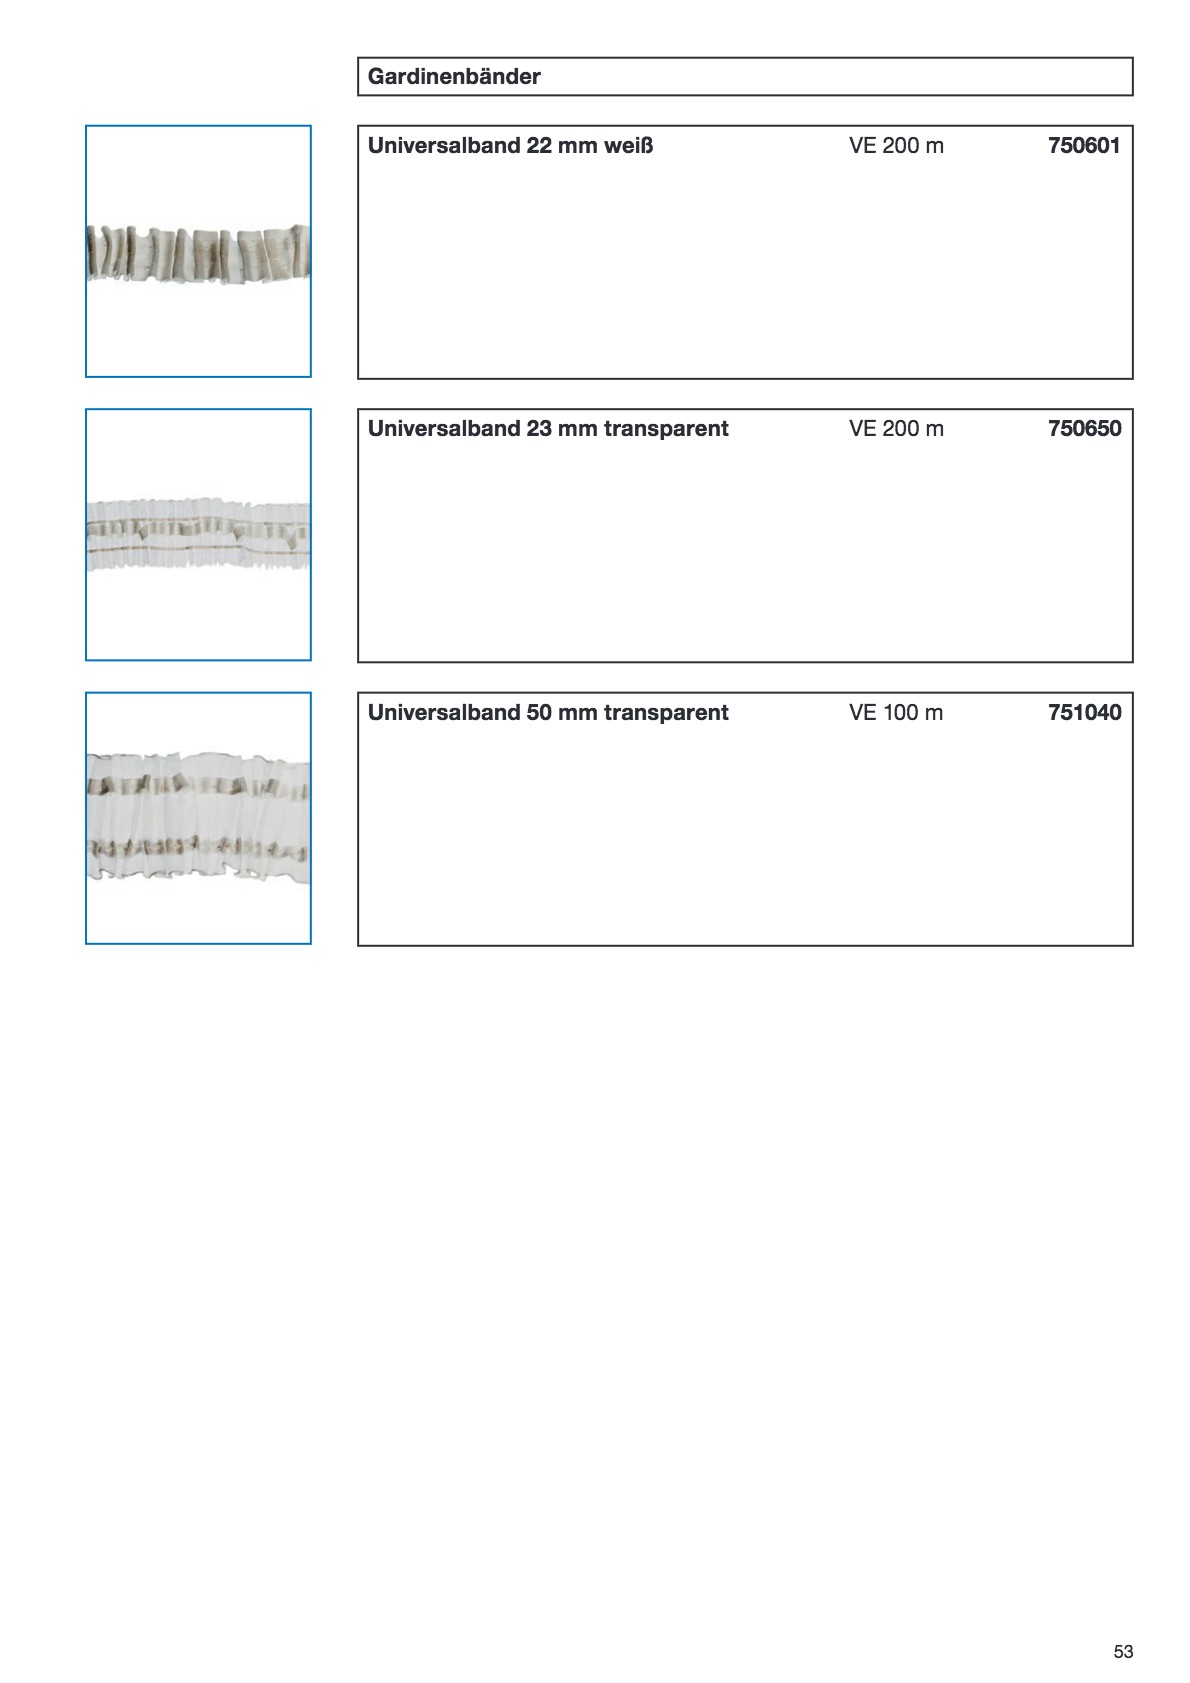 Gardinenbänder
Universalband 22 mm weiß VE 200 m 750601
Universalband 23 mm transparent VE 200 m 750650
Universalband 50 mm transparent VE 100 m 751040
53